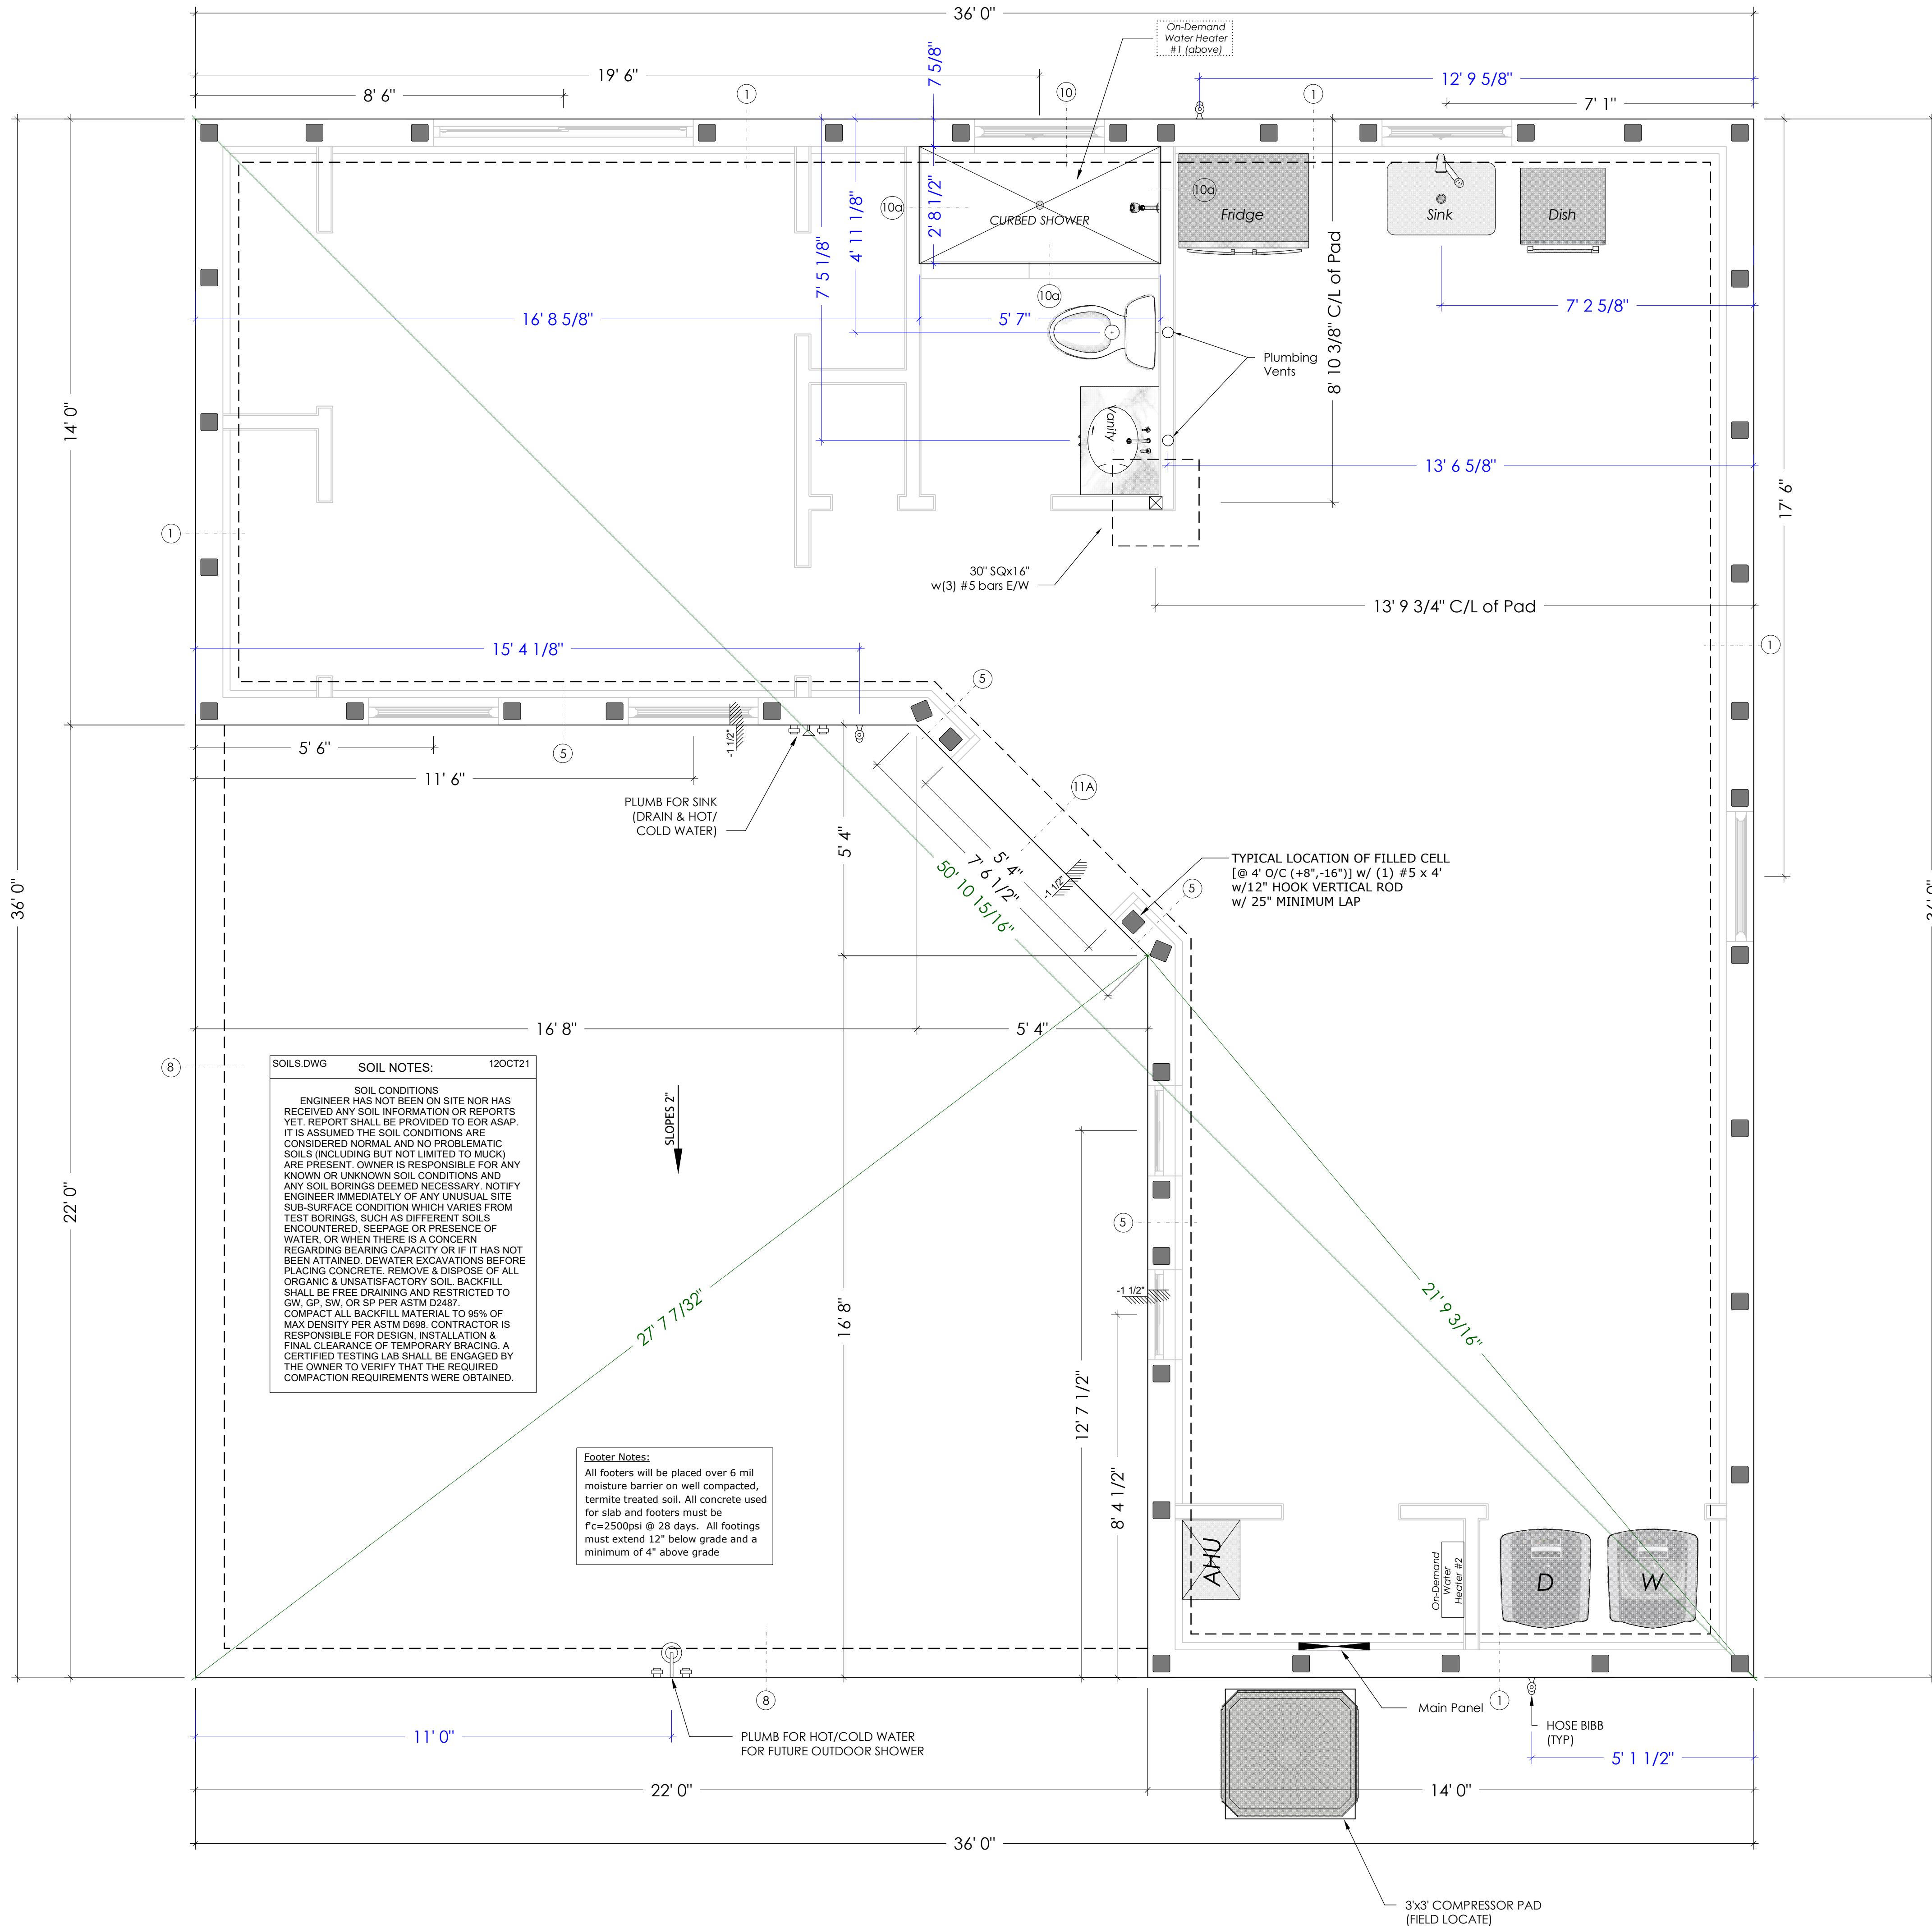 36' 0"
On-Demand
Water Heater
#1 (above)
19' 6"
7 5/8"
12' 9 5/8"
8' 6"
1
10
1
7' 1"
10a
10a
2' 8 1/2"
CURBED SHOWER
Fridge
Sink
Dish
4' 11 1/8"
7' 5 1/8"
10a
8' 10 3/8" C/L of Pad
7' 2 5/8"
16' 8 5/8"
5' 7"
Plumbing
Vents
14' 0"
Vanity
13' 6 5/8"
17' 6"
1
30" SQx16"
w(3) #5 bars E/W
13' 9 3/4" C/L of Pad
15' 4 1/8"
1
5
5' 6"
-1 1/2"
5
11' 6"
11A
PLUMB FOR SINK
(DRAIN & HOT/
COLD WATER)
5' 4"
5' 4"
7' 6 1/2"
50' 10 15/16"
-1 1/2"
5
TYPICAL LOCATION OF FILLED CELL
[@ 4' O/C (+8",-16")] w/ (1) #5 x 4'
w/12" HOOK VERTICAL ROD
w/ 25" MINIMUM LAP
36' 0"
36' 0"
16' 8"
5' 4"
8
SOILS.DWG
SOIL NOTES:
12OCT21
SOIL CONDITIONS
ENGINEER HAS NOT BEEN ON SITE NOR HAS
RECEIVED ANY SOIL INFORMATION OR REPORTS
YET. REPORT SHALL BE PROVIDED TO EOR ASAP.
IT IS ASSUMED THE SOIL CONDITIONS ARE
CONSIDERED NORMAL AND NO PROBLEMATIC
SOILS (INCLUDING BUT NOT LIMITED TO MUCK)
ARE PRESENT. OWNER IS RESPONSIBLE FOR ANY
KNOWN OR UNKNOWN SOIL CONDITIONS AND
ANY SOIL BORINGS DEEMED NECESSARY. NOTIFY
ENGINEER IMMEDIATELY OF ANY UNUSUAL SITE
SUB-SURFACE CONDITION WHICH VARIES FROM
TEST BORINGS, SUCH AS DIFFERENT SOILS
ENCOUNTERED, SEEPAGE OR PRESENCE OF
WATER, OR WHEN THERE IS A CONCERN
REGARDING BEARING CAPACITY OR IF IT HAS NOT
BEEN ATTAINED. DEWATER EXCAVATIONS BEFORE
PLACING CONCRETE. REMOVE & DISPOSE OF ALL
ORGANIC & UNSATISFACTORY SOIL. BACKFILL
SHALL BE FREE DRAINING AND RESTRICTED TO
GW, GP, SW, OR SP PER ASTM D2487.
COMPACT ALL BACKFILL MATERIAL TO 95% OF
MAX DENSITY PER ASTM D698. CONTRACTOR IS
RESPONSIBLE FOR DESIGN, INSTALLATION &
FINAL CLEARANCE OF TEMPORARY BRACING. A
CERTIFIED TESTING LAB SHALL BE ENGAGED BY
THE OWNER TO VERIFY THAT THE REQUIRED
COMPACTION REQUIREMENTS WERE OBTAINED.
SLOPES 2"
22' 0"
5
27' 7 7/32"
16' 8"
-1 1/2"
21' 9 3/16"
12' 7 1/2"
8' 4 1/2"
Footer Notes:
All footers will be placed over 6 mil
moisture barrier on well compacted,
termite treated soil. All concrete used
for slab and footers must be
f'c=2500psi @ 28 days. All footings
must extend 12" below grade and a
minimum of 4" above grade
AHU
On-Demand
Water
Heater #2
D
W
8
1
Main Panel
11' 0"
PLUMB FOR HOT/COLD WATER
FOR FUTURE OUTDOOR SHOWER
HOSE BIBB
(TYP)
5' 1 1/2"
22' 0"
14' 0"
36' 0"
3'x3' COMPRESSOR PAD
(FIELD LOCATE)